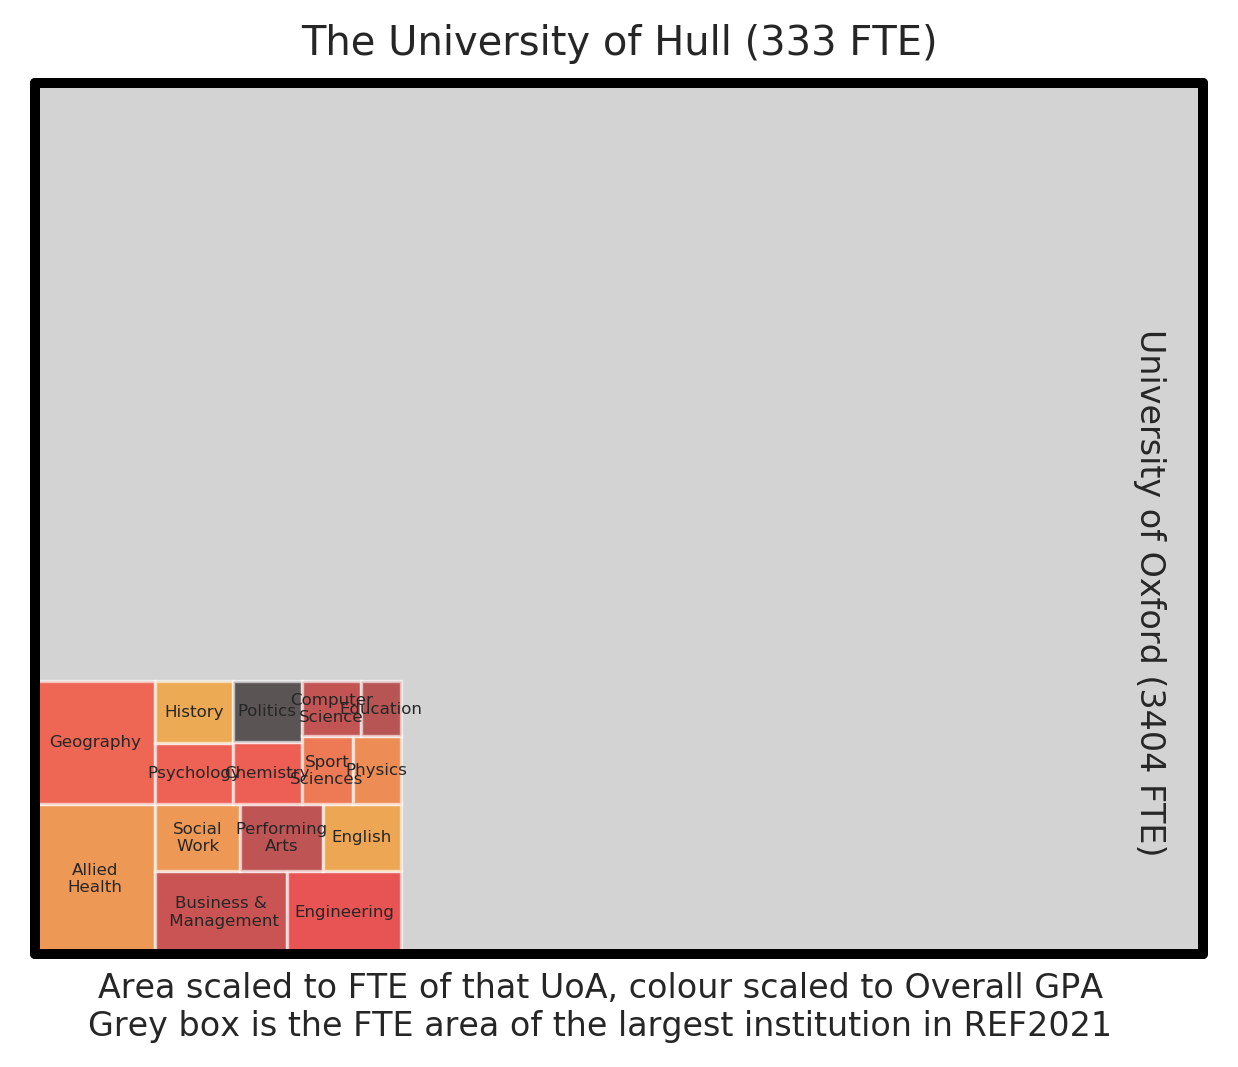 The University of Hull (333 FTE)
University of Oxford (3404 FTE)
Geography
History
Politics
Computer
Science
Education
Psychology
Chemistry
Sport
Sciences
Physics
Allied
Health
Social
Work
Performing
Arts
English
Business &
Management
Engineering
Area scaled to FTE of that UoA, colour scaled to Overall GPA
Grey box is the FTE area of the largest institution in REF2021